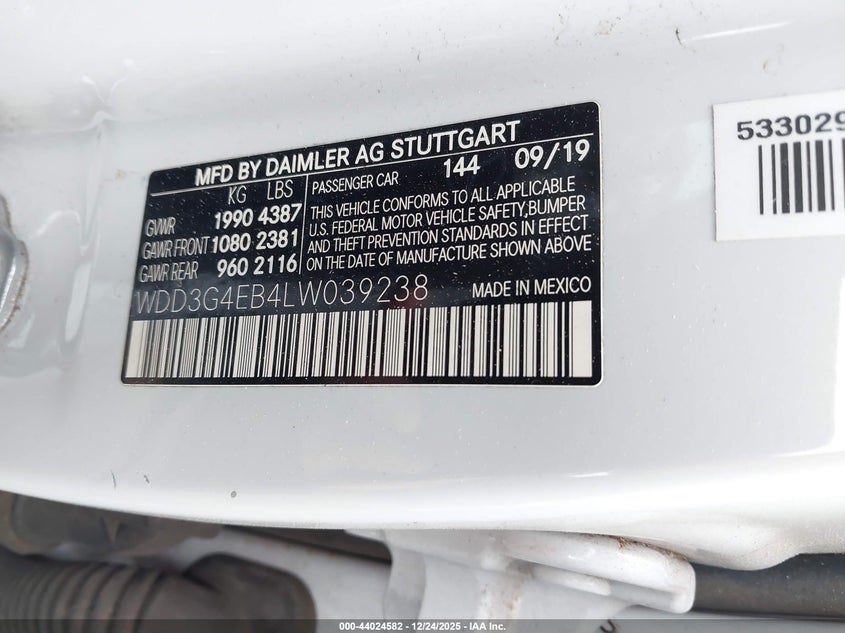 MFD BY DAIMLER AG STUTTGART
KG LBS
GVWR 1990 4387
GAWR FRONT 1080 2381
GAWR REAR 960 2116
PASSENGER CAR 144 09/19
THIS VEHICLE CONFORMS TO ALL APPLICABLE
U.S. FEDERAL MOTOR VEHICLE SAFETY,BUMPER
AND THEFT PREVENTION STANDARDS IN EFFECT
ON THE DATE OF MANUFACTURE SHOWN ABOVE
WDD3G4EB4LW039238 MADE IN MEXICO
533029
000-44024582 – 12/24/2025 – IAA Inc.